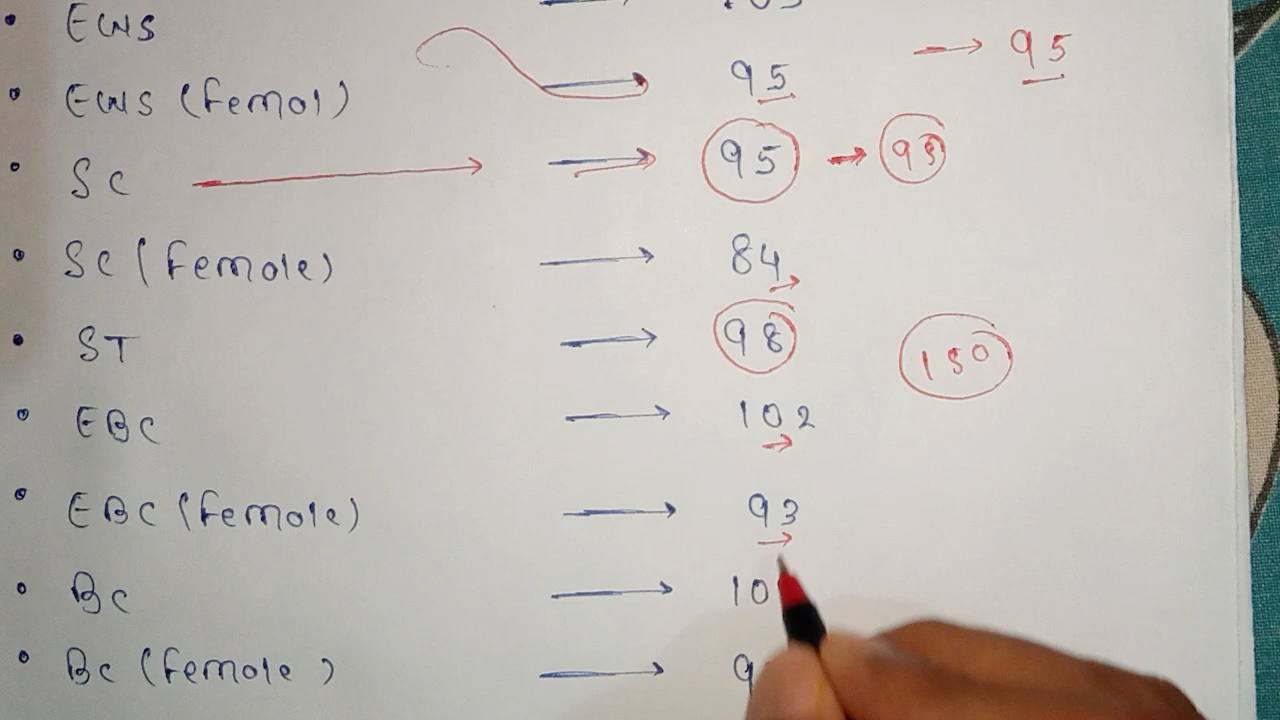 EWS →
EWS (Femal) → 95 → 95
SC → → 95 → 95
SC (Female) → 84 →
ST → 98 150
EBC → 102
EBC (Female) → 93
BC →
BC (Female) →